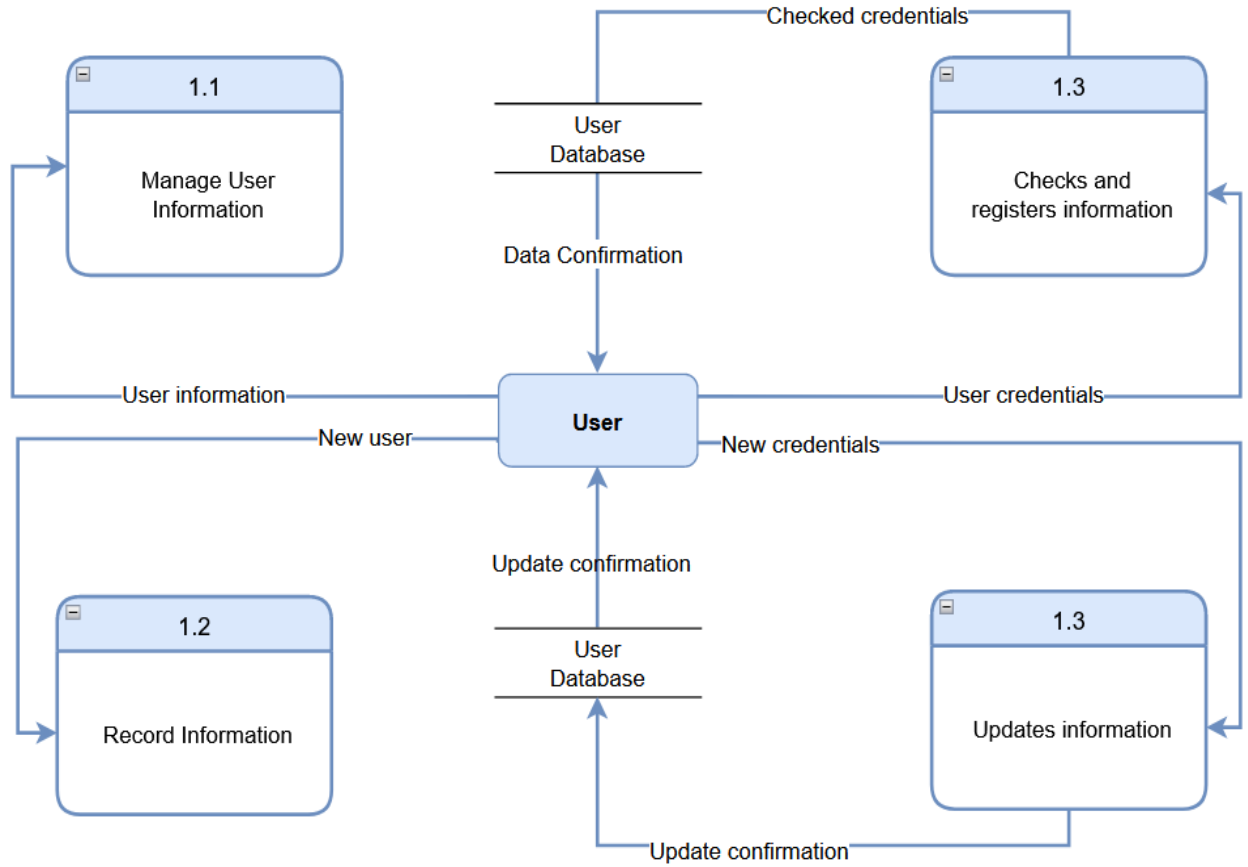 Checked credentials
1.1
1.3
User
Database
Manage User
Information
Checks and
registers information
Data Confirmation
User information
User credentials
User
New user
New credentials
Update confirmation
1.2
1.3
User
Database
Record Information
Updates information
Update confirmation